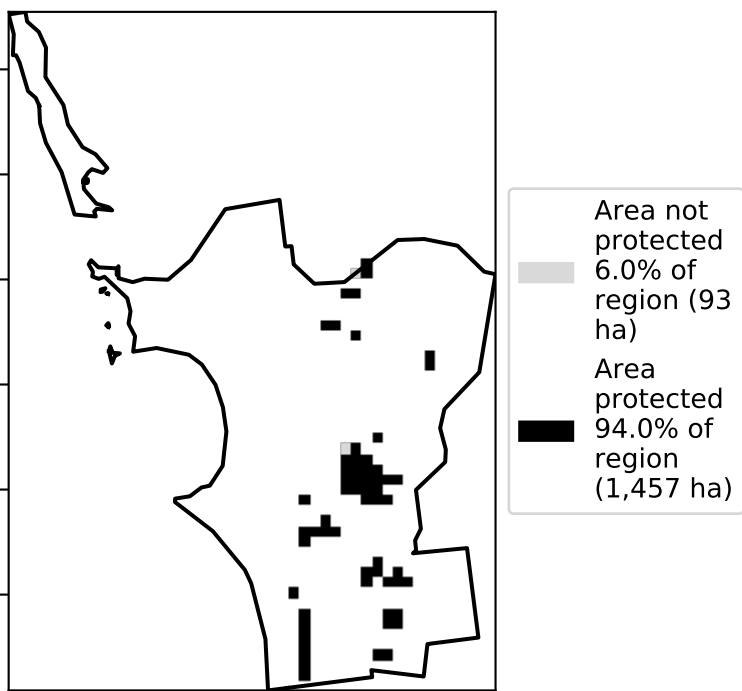 Area not
protected
6.0% of
region (93
ha)
Area
protected
94.0% of
region
(1,457 ha)